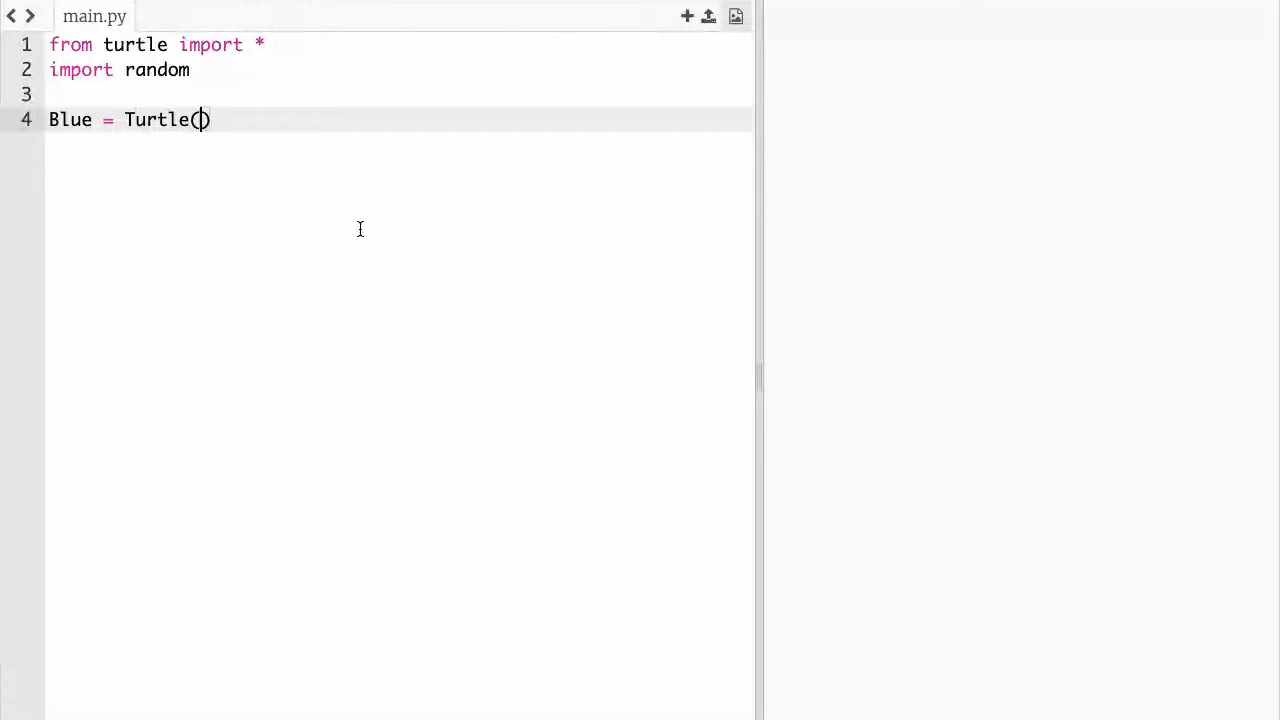 main.py
1 from turtle import *
2 import random
3
4 Blue = Turtle()